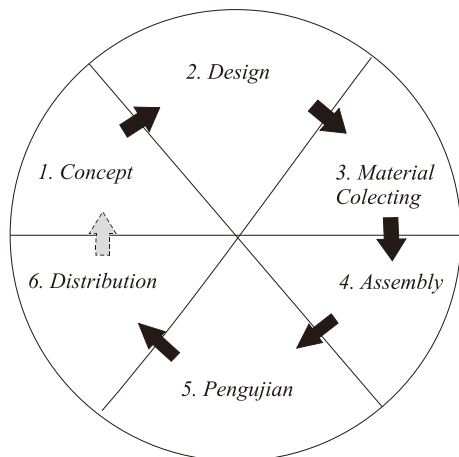 1. Concept
2. Design
3. Material
Colecting
4. Assembly
5. Pengujian
6. Distribution